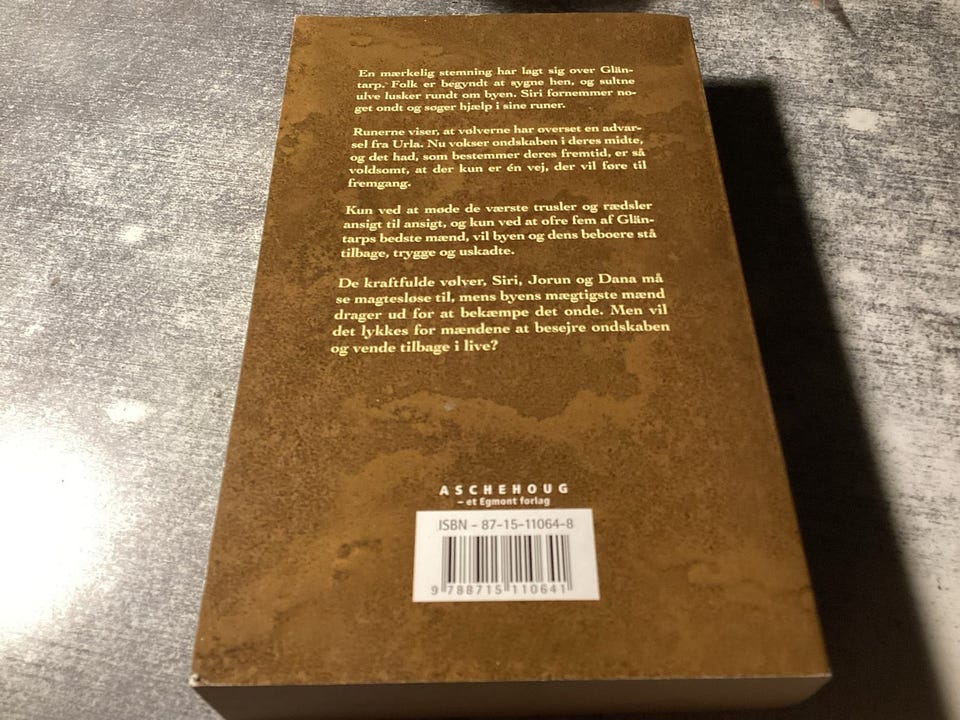 En mærkelig stemning har lagt sig over Glän-
tarp. Folk er begyndt at sygne hen, og sultne
ulve lusker rundt om byen. Siri fornemmer no-
get ondt og søger hjælp i sine runer.
Runerne viser, at vølverne har overset en advar-
sel fra Urla. Nu vokser ondskaben i deres midte,
og det had, som bestemmer deres fremtid, er så
voldsomt, at der kun er én vej, der vil føre til
fremgang.
Kun ved at møde de værste trusler og rædsler
ansigt til ansigt, og kun ved at ofre fem af Glän-
tarps bedste mænd, vil byen og dens beboere stå
tilbage, trygge og uskadte.
De kraftfulde vølver, Siri, Jorun og Dana må
se magtesløse til, mens byens mægtigste mænd
drager ud for at bekæmpe det onde. Men vil
det lykkes for mændene at besejre ondskaben
og vende tilbage i live?
ASCHEHOUG
– et Egmont forlag
ISBN – 87-15-11064-8
9 788715 110641